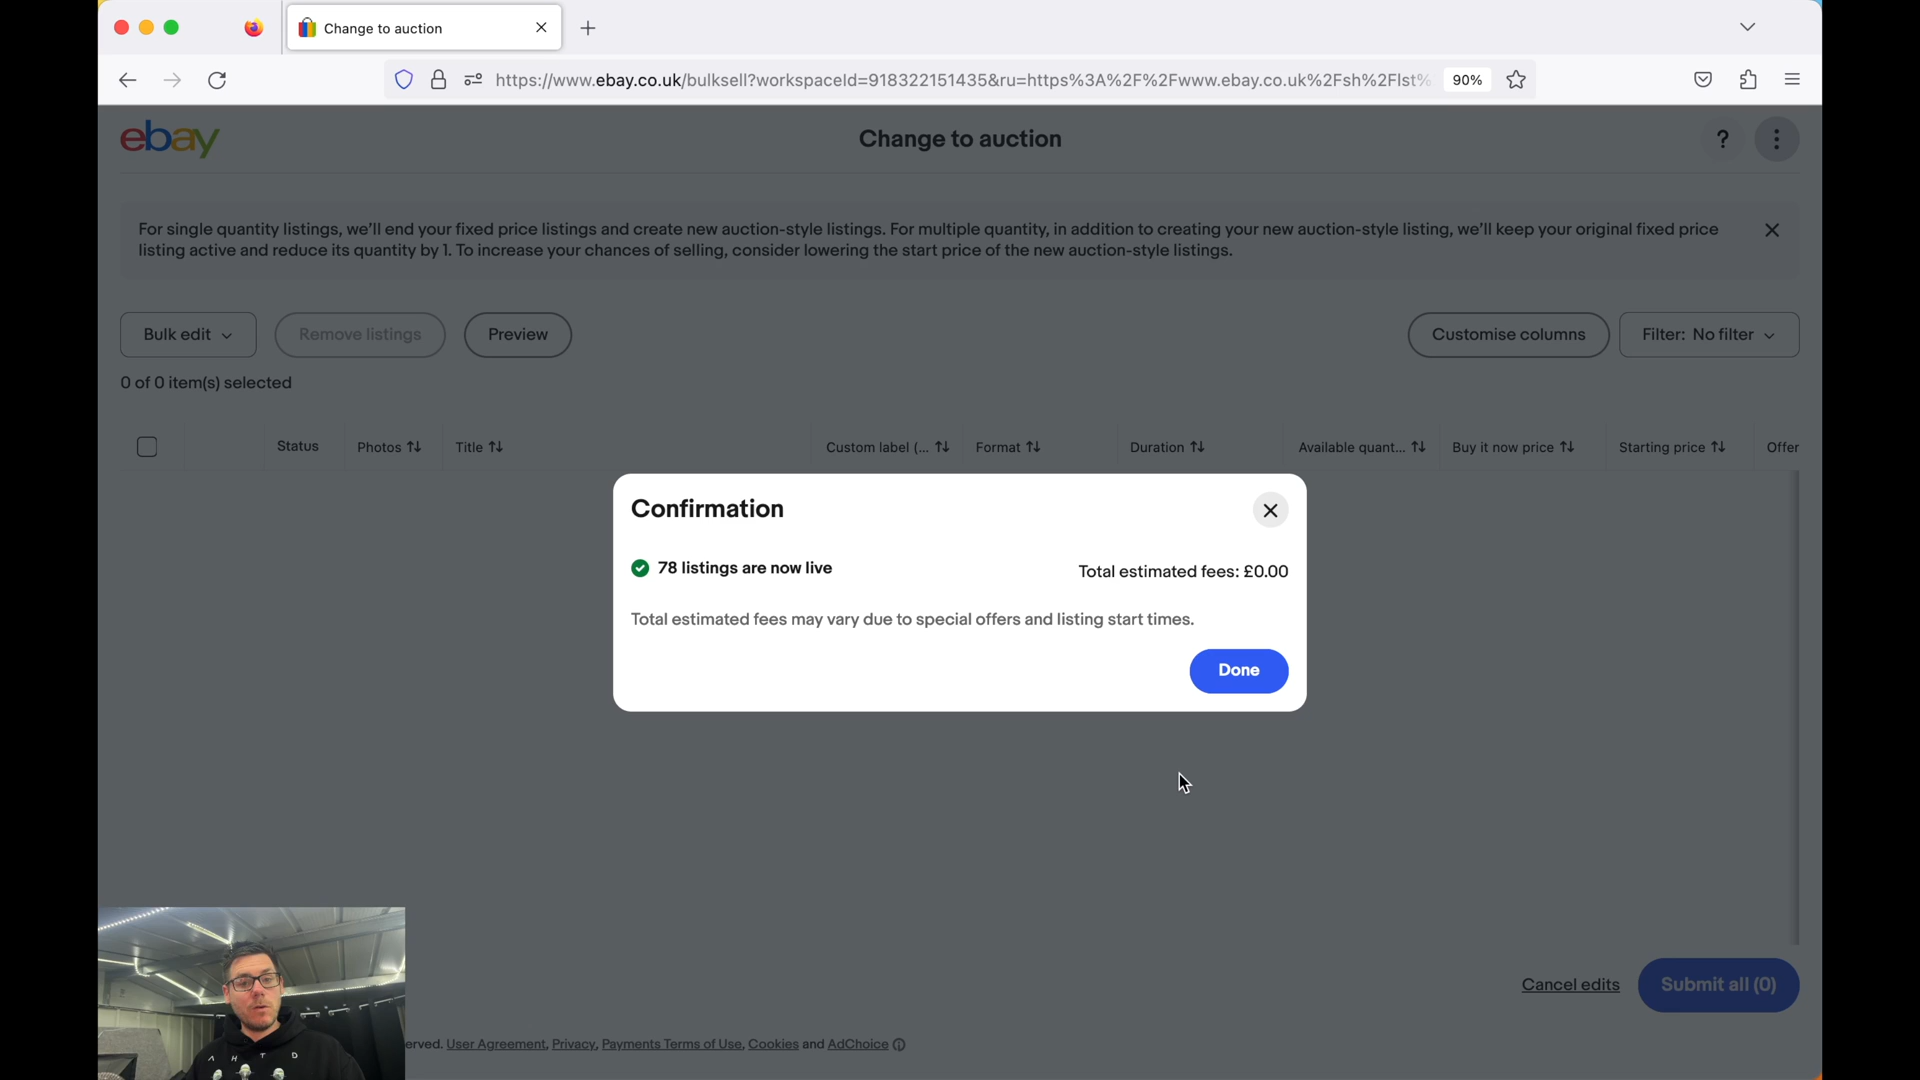 Change to auction
https://www.ebay.co.uk/bulksell?workspaceId=918322151435&ru=https%3A%2F%2Fwww.ebay.co.uk%2Fsh%2Flst%
90%
ebay
Change to auction
?
For single quantity listings, we'll end your fixed price listings and create new auction-style listings. For multiple quantity, in addition to creating your new auction-style listing, we'll keep your original fixed price
listing active and reduce its quantity by 1. To increase your chances of selling, consider lowering the start price of the new auction-style listings.
Bulk edit
Remove listings
Preview
Customise columns
Filter: No filter
0 of 0 item(s) selected
Status
Photos
Title
Custom label (...
Format
Duration
Available quant...
Buy it now price
Starting price
Offer
Confirmation
78 listings are now live
Total estimated fees: £0.00
Total estimated fees may vary due to special offers and listing start times.
Done
Cancel edits
Submit all (0)
erved. User Agreement, Privacy, Payments Terms of Use, Cookies and AdChoice
A H T D